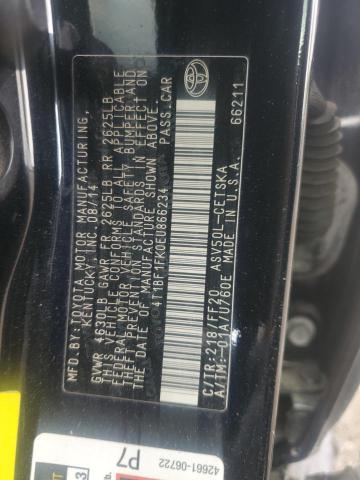 MFD.BY:TOYOTA MOTOR MANUFACTURING,
KENTUCKY, INC. 08/14
GVWR 4630LB GAWR FR 2625LB RR 2625LB
THIS VEHICLE CONFORMS TO ALL APPLICABLE
FEDERAL MOTOR VEHICLE SAFETY, BUMPER, AND
THEFT PREVENTION STANDARDS IN EFFECT ON
THE DATE OF MANUFACTURE SHOWN ABOVE.
4T1BF1FK0EU866234 PASS.CAR
C/TR:218/FF20 ASV50L-CETSKA
A/TM:-01A/U760E MADE IN U.S.A. 66211
42661-06722
P7